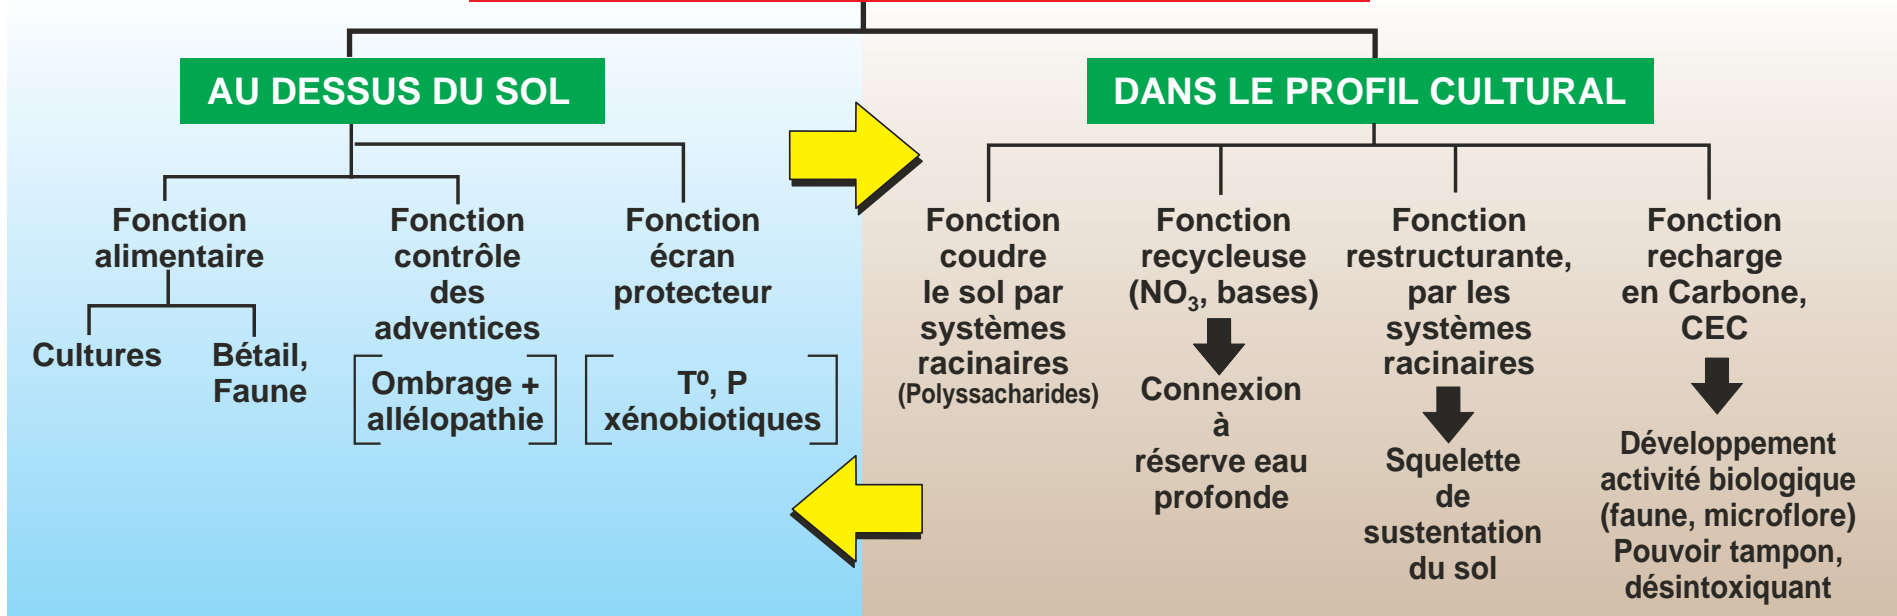 AU DESSUS DU SOL
Fonction
alimentaire
Cultures
Bétail,
Faune
Fonction
contrôle
des
adventices
Ombrage +
allélopathie
Fonction
écran
protecteur
Tº, P
xénobiotiques
DANS LE PROFIL CULTURAL
Fonction
coudre
le sol par
systèmes
racinaires
(Polyssacharides)
Fonction
recycleuse
(NO₃, bases)
Connexion
à
réserve eau
profonde
Fonction
restructurante,
par les
systèmes
racinaires
Squelette
de
sustentation
du sol
Fonction
recharge
en Carbone,
CEC
Développement
activité biologique
(faune, microflore)
Pouvoir tampon,
désintoxiquant